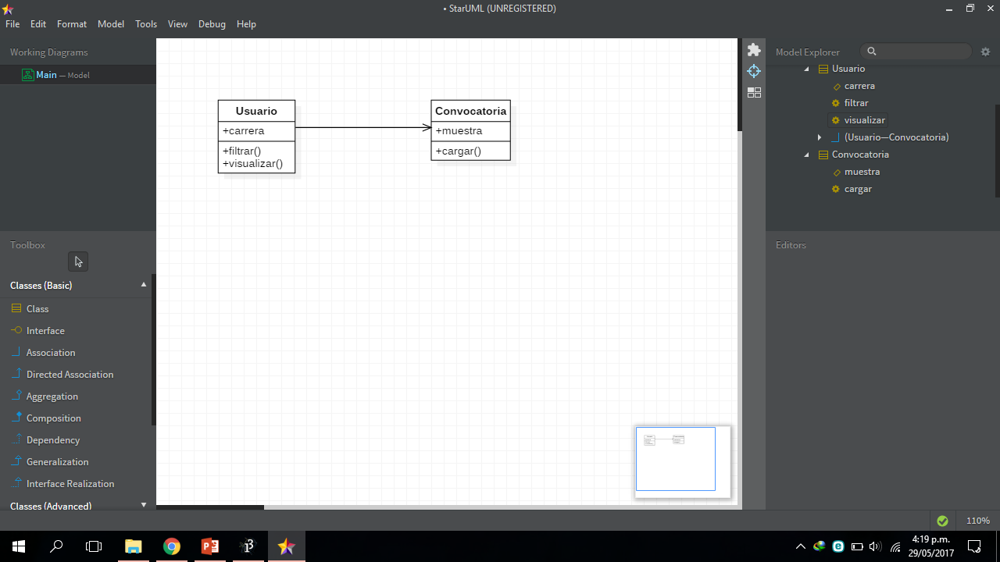 • StarUML (UNREGISTERED)
File Edit Format Model Tools View Debug Help
Working Diagrams
Main — Model
Toolbox
Classes (Basic)
Class
Interface
Association
Directed Association
Aggregation
Composition
Dependency
Generalization
Interface Realization
Classes (Advanced)
Usuario
+carrera
+filtrar()
+visualizar()
Convocatoria
+muestra
+cargar()
Model Explorer
Usuario
carrera
filtrar
visualizar
(Usuario—Convocatoria)
Convocatoria
muestra
cargar
Editors
110%
4:19 p.m.
29/05/2017